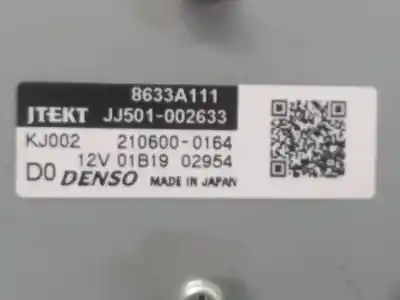 8633A111
JTEKT JJ501-002633
KJ002 210600-0164
12V 01B19 02954
D0 DENSO MADE IN JAPAN